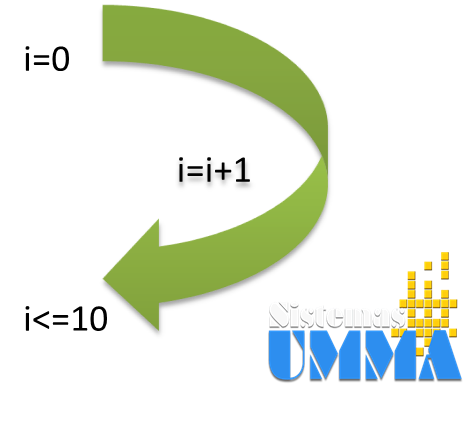 i=0
i=i+1
i<=10
Sistemas
UMMA